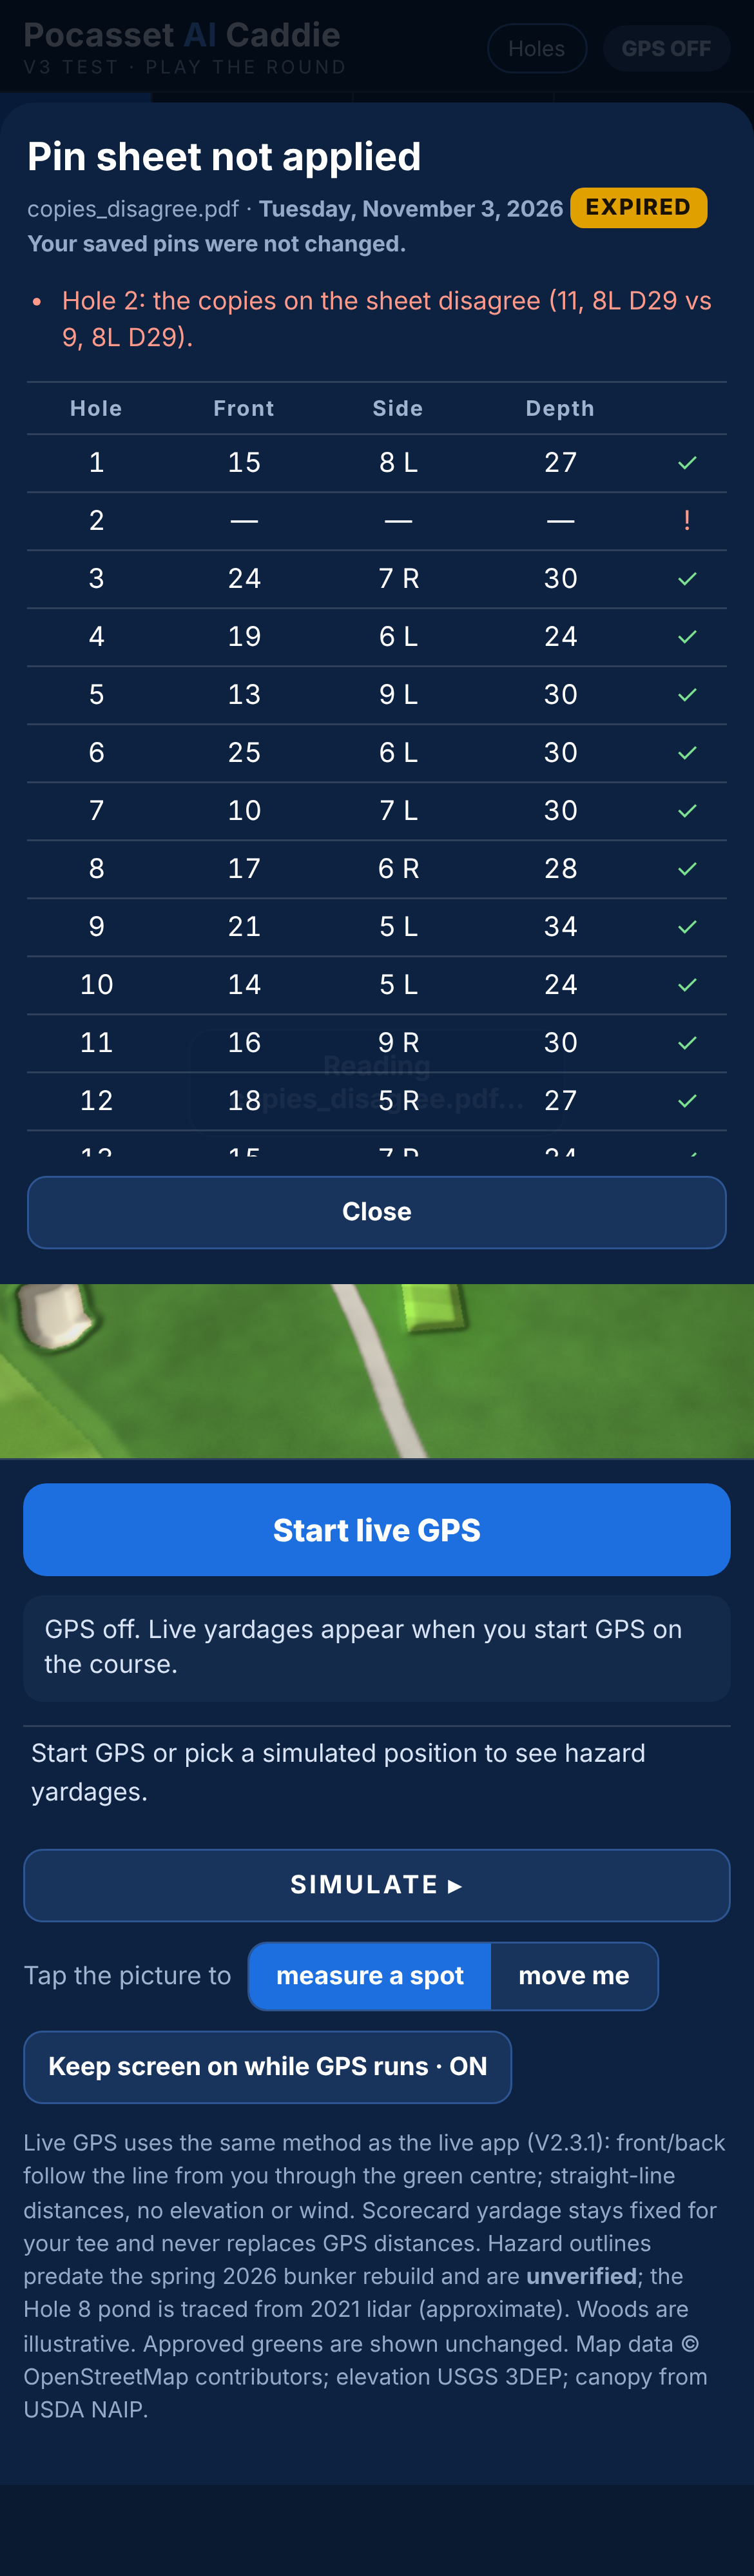 Pocasset AI Caddie
V3 TEST · PLAY THE ROUND
Holes
GPS OFF
Pin sheet not applied
copies_disagree.pdf · Tuesday, November 3, 2026 EXPIRED
Your saved pins were not changed.
• Hole 2: the copies on the sheet disagree (11, 8L D29 vs
9, 8L D29).
Hole Front Side Depth
1 15 8 L 27 ✓
2 — — — !
3 24 7 R 30 ✓
4 19 6 L 24 ✓
5 13 9 L 30 ✓
6 25 6 L 30 ✓
7 10 7 L 30 ✓
8 17 6 R 28 ✓
9 21 5 L 34 ✓
10 14 5 L 24 ✓
11 16 9 R 30 ✓
Reading
12 18 5 R 27 ✓
13 15 7 R 24 ✓
Close
Start live GPS
GPS off. Live yardages appear when you start GPS on
the course.
Start GPS or pick a simulated position to see hazard
yardages.
SIMULATE ▸
Tap the picture to measure a spot move me
Keep screen on while GPS runs · ON
Live GPS uses the same method as the live app (V2.3.1): front/back
follow the line from you through the green centre; straight-line
distances, no elevation or wind. Scorecard yardage stays fixed for
your tee and never replaces GPS distances. Hazard outlines
predate the spring 2026 bunker rebuild and are unverified; the
Hole 8 pond is traced from 2021 lidar (approximate). Woods are
illustrative. Approved greens are shown unchanged. Map data ©
OpenStreetMap contributors; elevation USGS 3DEP; canopy from
USDA NAIP.